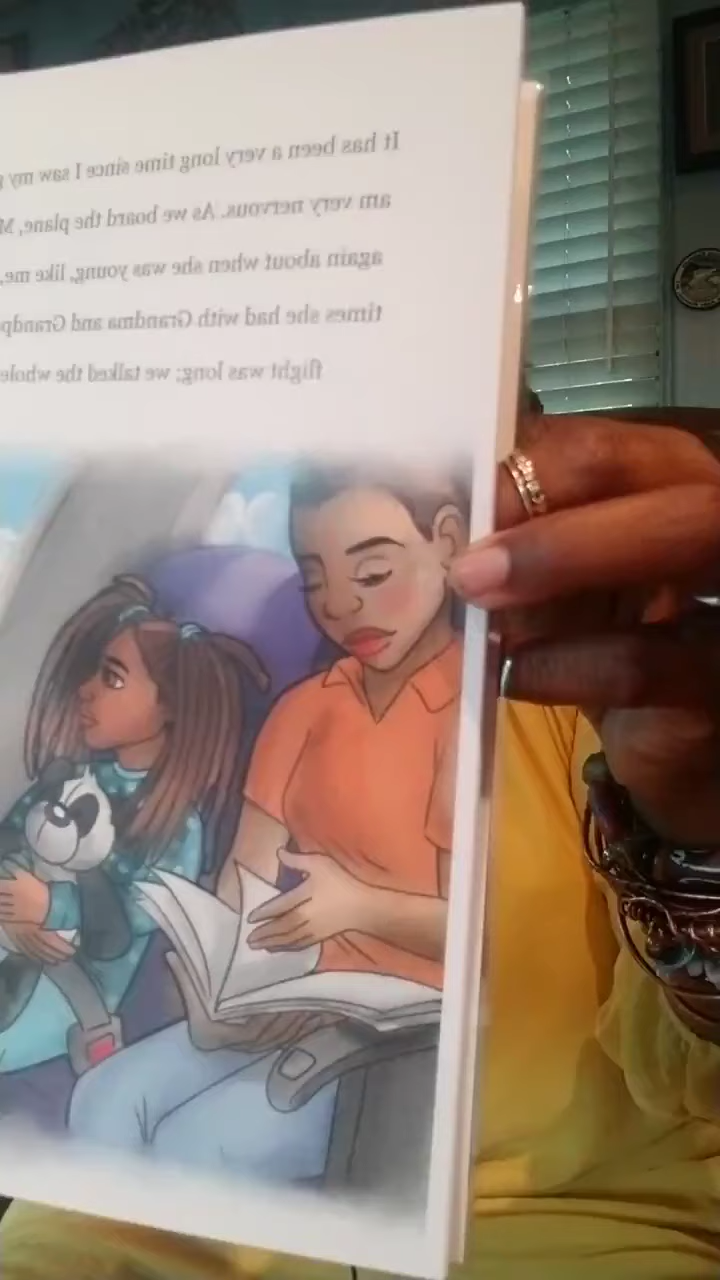 It has been a very long time since I saw my
am very nervous. As we board the plane,
again about when she was young, like me,
times she had with Grandma and
flight was long; we talked the whole